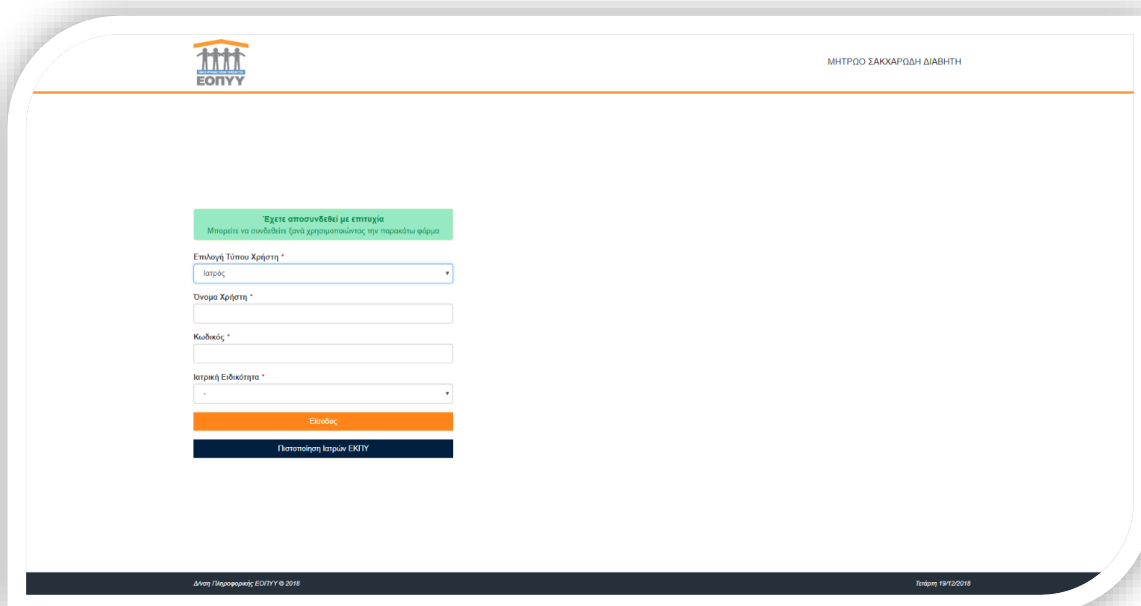 ΕΟΠΥΥ
ΜΗΤΡΩΟ ΣΑΚΧΑΡΩΔΗ ΔΙΑΒΗΤΗ
Έχετε αποσυνδεθεί με επιτυχία
Μπορείτε να συνδεθείτε ξανά χρησιμοποιώντας την παρακάτω φόρμα
Επιλογή Τύπου Χρήστη *
Ιατρός
Όνομα Χρήστη *
Κωδικός *
Ιατρική Ειδικότητα *
-
Είσοδος
Πιστοποίηση Ιατρών ΕΚΠΥ
Δ/νση Πληροφορικής ΕΟΠΥΥ © 2018
Τετάρτη 19/12/2018